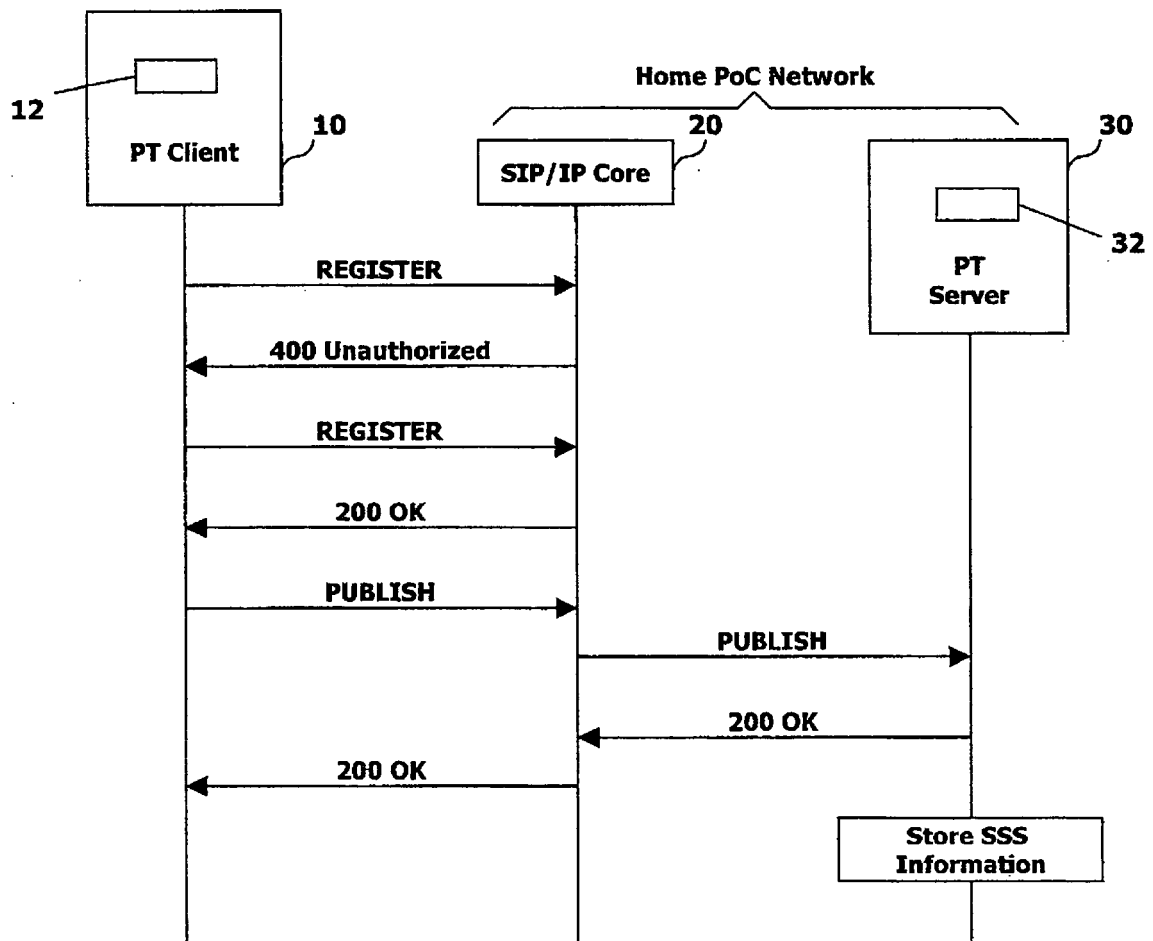 12
PT Client
10
Home PoC Network
20
SIP/IP Core
30
32
PT
Server
REGISTER
400 Unauthorized
REGISTER
200 OK
PUBLISH
PUBLISH
200 OK
200 OK
Store SSS
Information